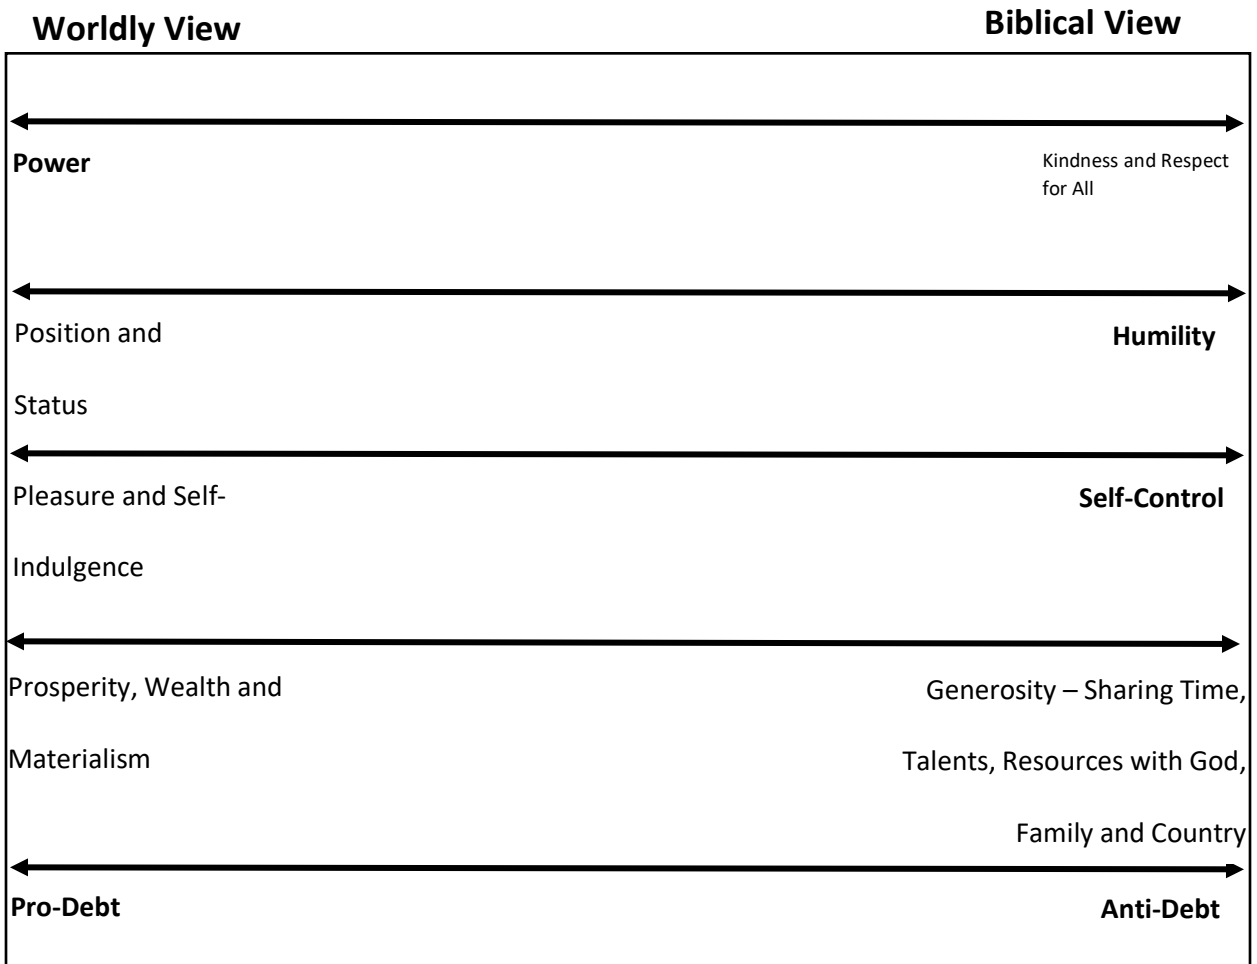 Worldly View
Biblical View
Power
Kindness and Respect
for All
Position and
Status
Humility
Pleasure and Self-
Indulgence
Self-Control
Prosperity, Wealth and
Materialism
Generosity – Sharing Time,
Talents, Resources with God,
Family and Country
Pro-Debt
Anti-Debt